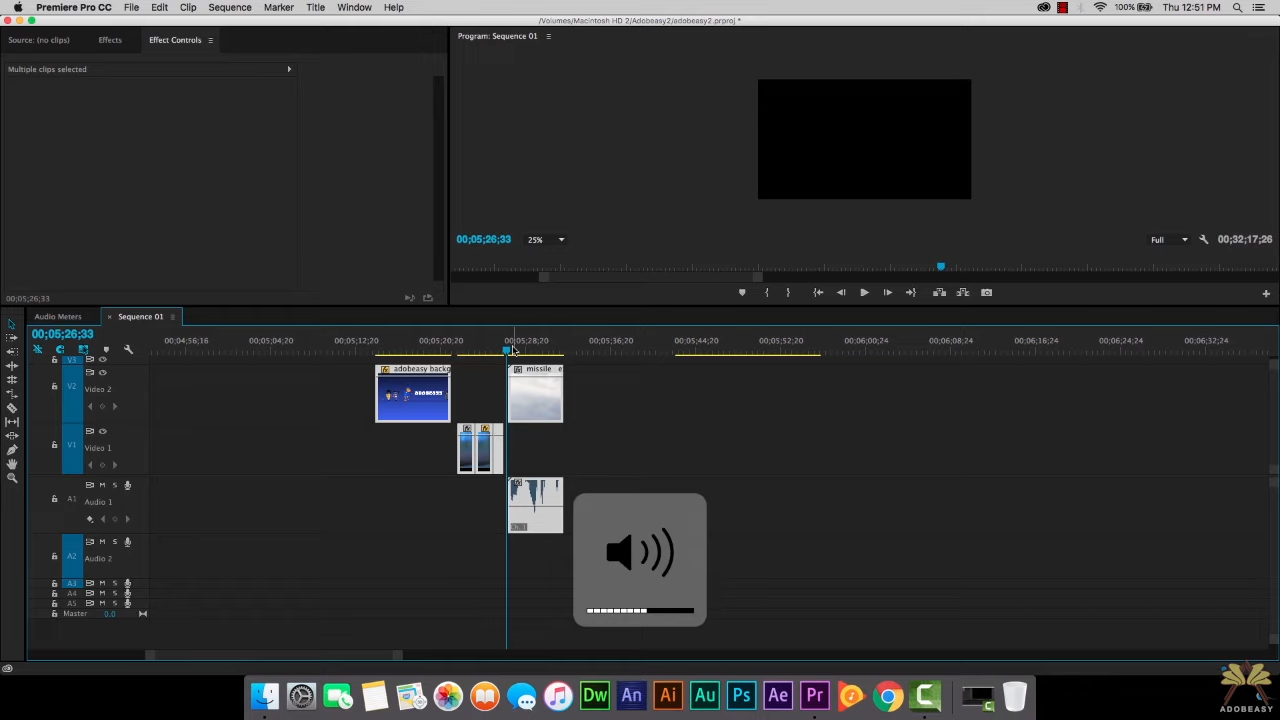 Premiere Pro CC File Edit Clip Sequence Marker Title Window Help 100% Thu 12:51 PM
/Volumes/Macintosh HD 2/Adobeasy2/adobeasy2.prproj *
Source: (no clips) Effects Effect Controls Program: Sequence 01
Multiple clips selected
00;05;26;33 25% Full 00;32;17;26
00;05;26;33
Audio Meters × Sequence 01
00;05;26;33
00;04;56;16 00;05;04;20 00;05;12;20 00;05;20;20 00;05;28;20 00;05;36;20 00;05;44;20 00;05;52;20 00;06;00;24 00;06;08;24 00;06;16;24 00;06;24;24 00;06;32;24
V3
adobeasy backg missile e
V2 Video 2
ADOBEASY
V1 Video 1
M S
A1 Audio 1
M S
A2 Audio 2
A3 M S
A4 M S
A5 M S
Master 0.0
Dw An Ai Au Ps Ae Pr
ADOBEASY